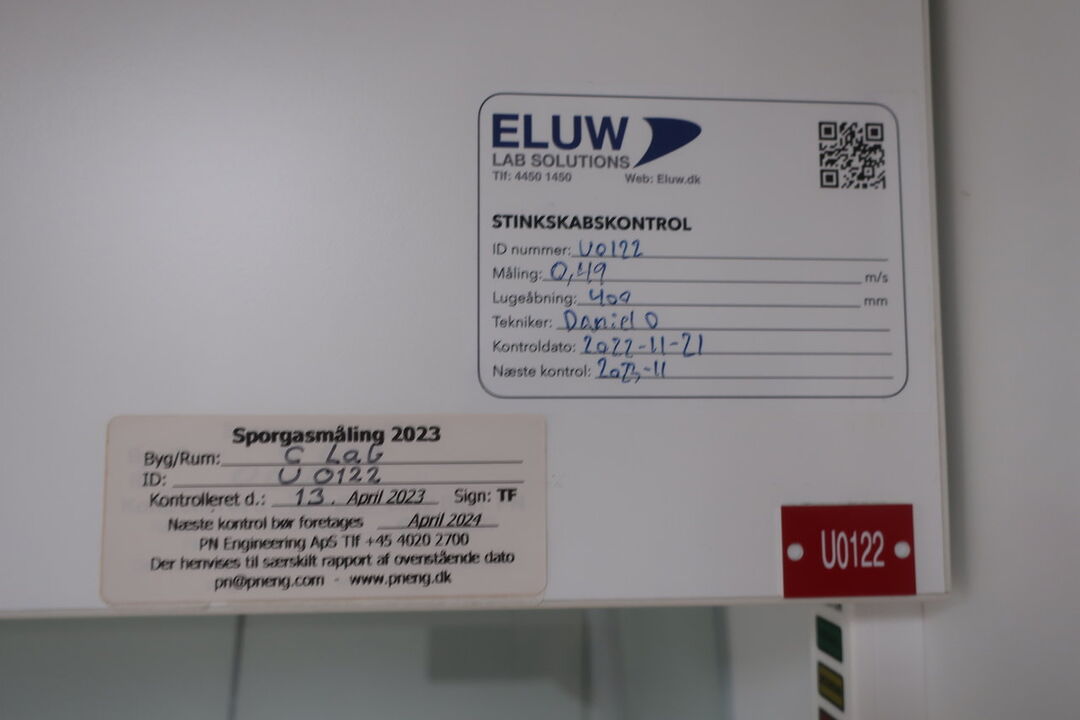 ELUW
LAB SOLUTIONS
Tlf: 4450 1450 Web: Eluw.dk
STINKSKABSKONTROL
ID nummer: U0122
Måling: 0,49 m/s
Lugeåbning: 400 mm
Tekniker: Daniel O
Kontroldato: 2022-11-21
Næste kontrol: 2023-11
Sporgasmåling 2023
Byg/Rum: C LaG
ID: U 0122
Kontrolleret d.: 13. April 2023 Sign: TF
Næste kontrol bør foretages April 2024
PN Engineering ApS Tlf +45 4020 2700
Der henvises til særskilt rapport af ovenstående dato
pn@pneng.com - www.pneng.dk
U0122